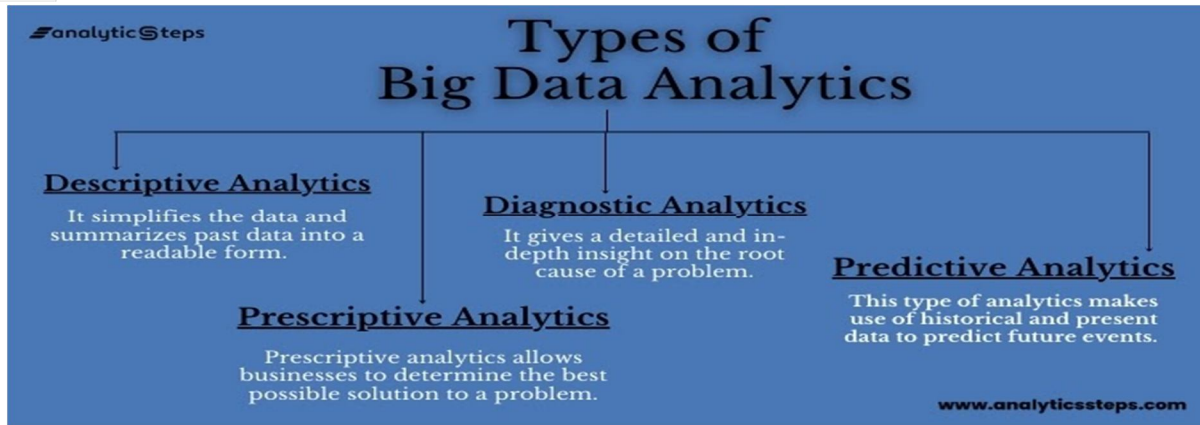 analyticSteps
Types of
Big Data Analytics
Descriptive Analytics
It simplifies the data and
summarizes past data into a
readable form.
Prescriptive Analytics
Prescriptive analytics allows
businesses to determine the best
possible solution to a problem.
Diagnostic Analytics
It gives a detailed and in-
depth insight on the root
cause of a problem.
Predictive Analytics
This type of analytics makes
use of historical and present
data to predict future events.
www.analyticssteps.com